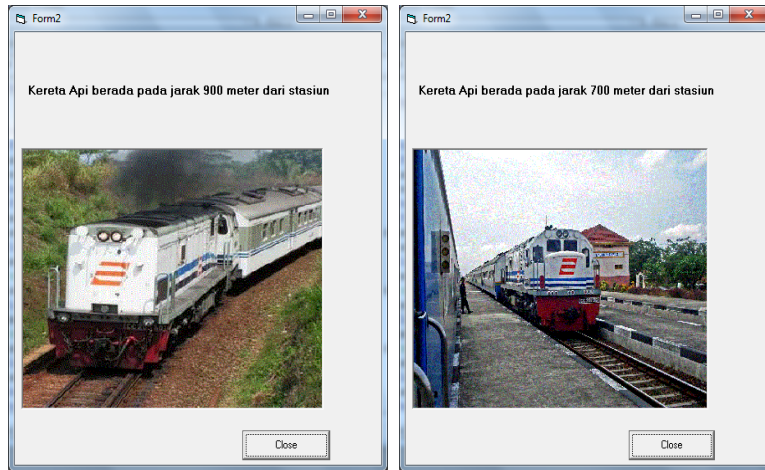 Form2
Kereta Api berada pada jarak 900 meter dari stasiun
Close
Form2
Kereta Api berada pada jarak 700 meter dari stasiun
Close